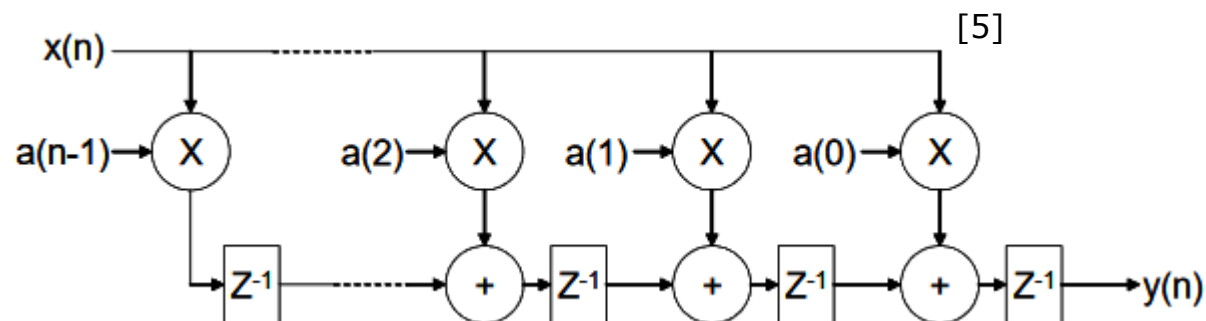 [5]
x(n)
a(n-1) X a(2) X a(1) X a(0) X
Z⁻¹ + Z⁻¹ + Z⁻¹ + Z⁻¹ y(n)